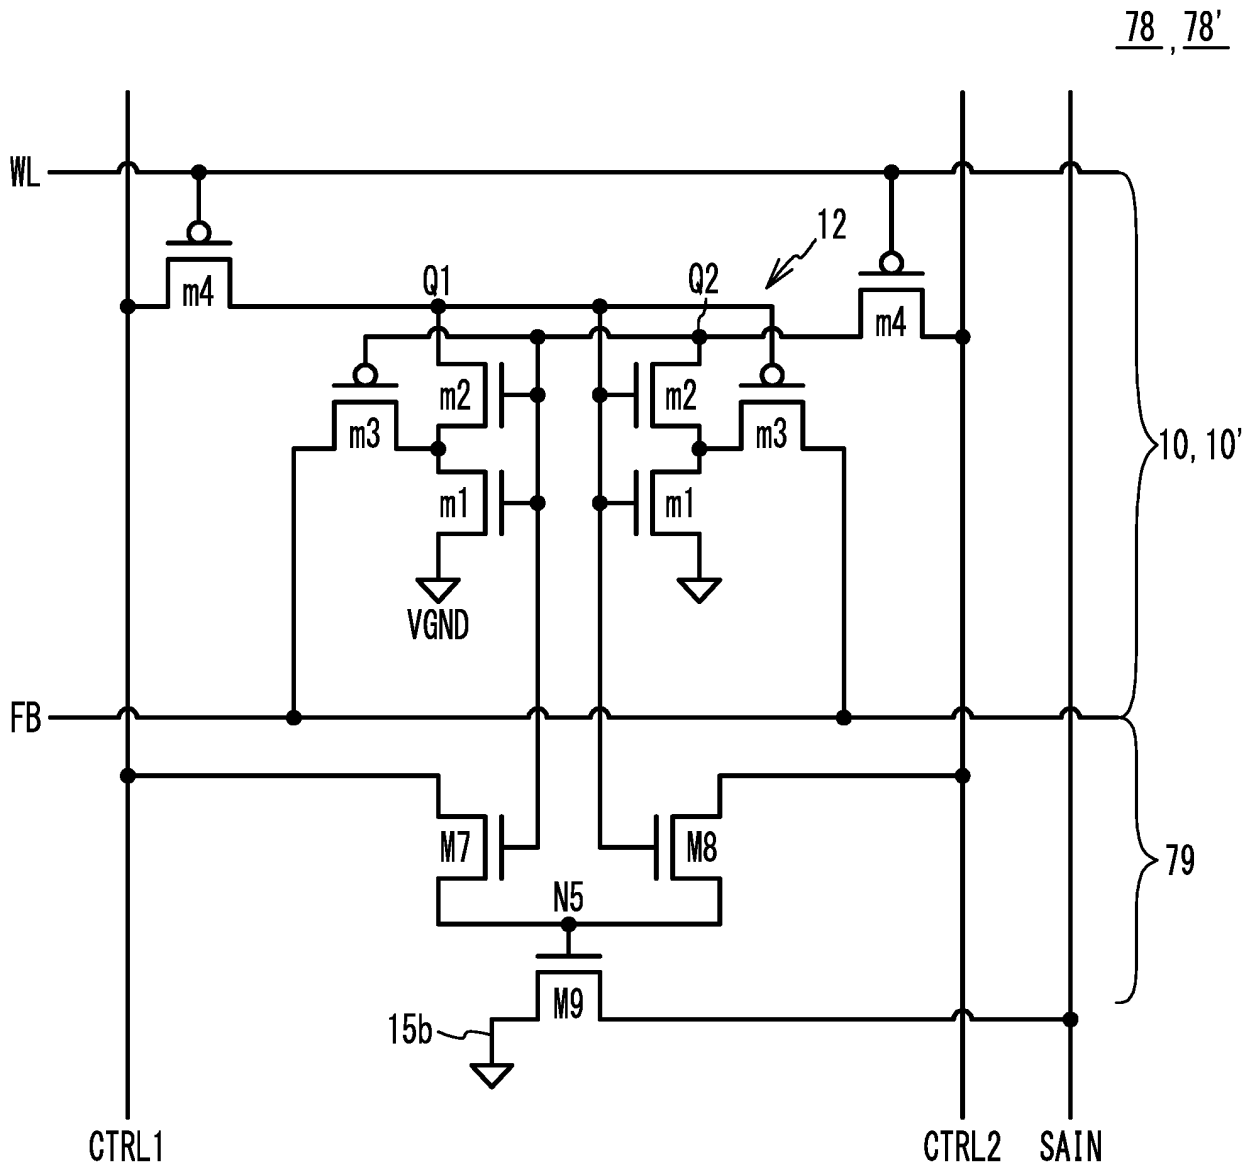 78, 78'
WL
12
Q1
Q2
m4
m4
m2
m2
m3
m3
m1
m1
10, 10'
VGND
FB
M7
M8
79
N5
M9
15b
CTRL1
CTRL2
SAIN